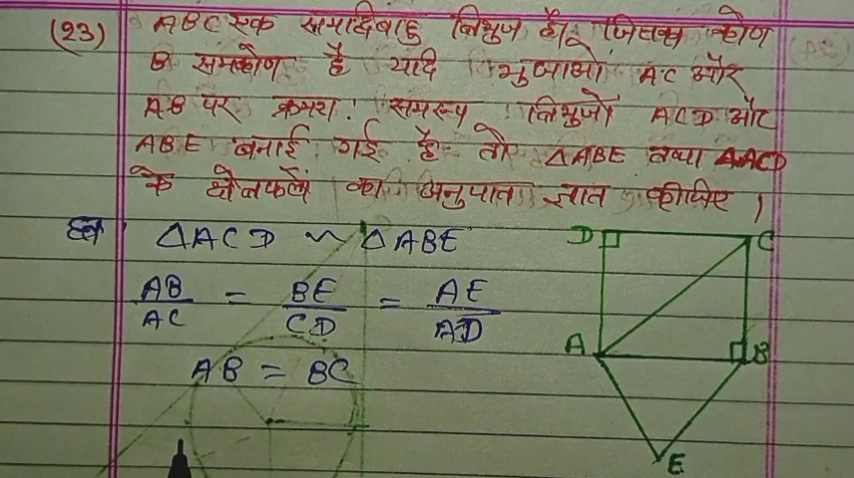 (23) ABC एक समद्विबाहु त्रिभुज है, जिसका कोण
B समकोण है यदि भुजाओं AC और
AB पर क्रमश: समरूप त्रिभुजों ACD और
ABE बनाई गई है तो △ABE तथा △ACD
के क्षेत्रफलों का अनुपात ज्ञात कीजिए।
हल △ACD ~ △ABE
AB/AC = BE/CD = AE/AD
AB = BC
D C
A B
E